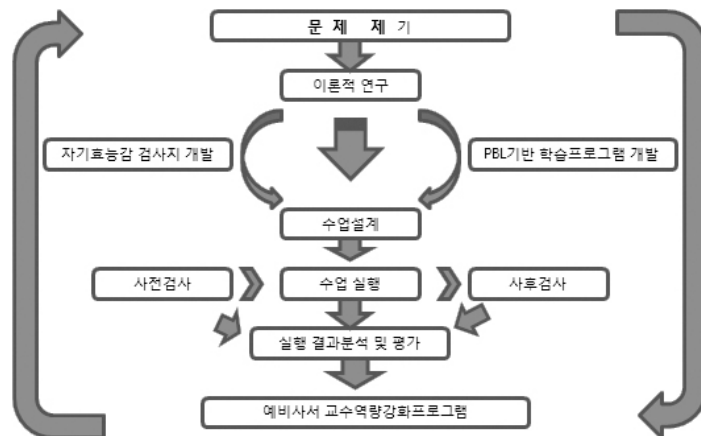 문 제 제 기
이론적 연구
자기효능감 검사지 개발
PBL기반 학습프로그램 개발
수업설계
사전검사
수업 실행
사후검사
실행 결과분석 및 평가
예비사서 교수역량강화프로그램